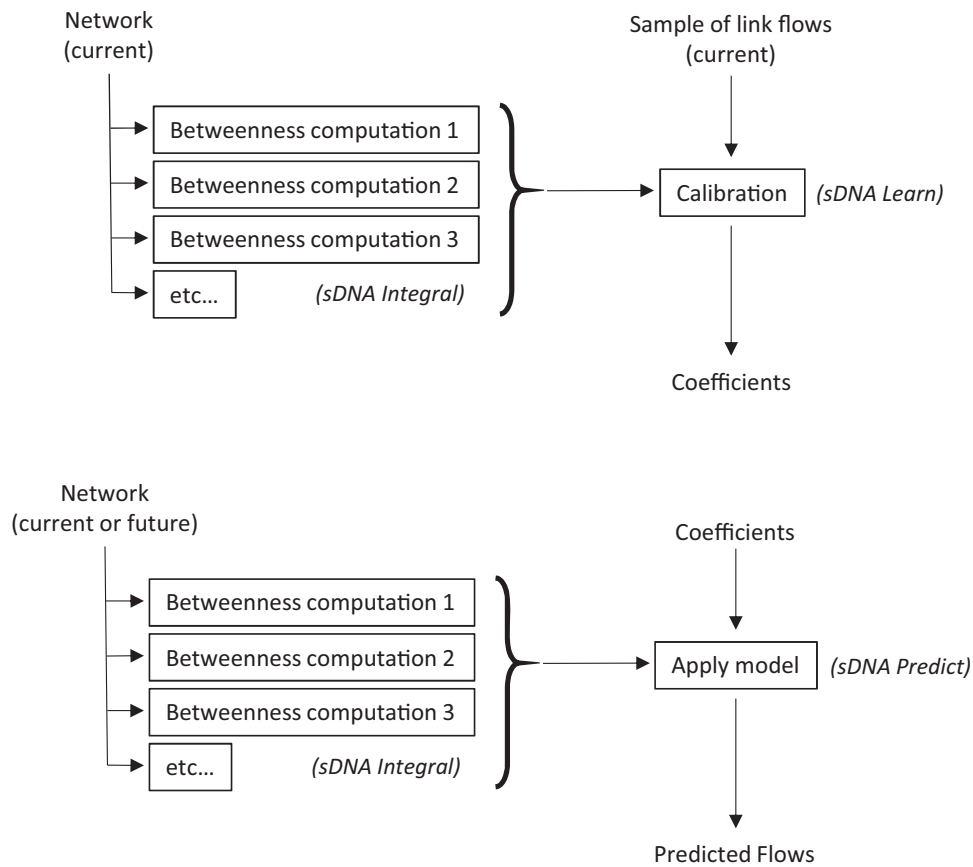 Network
(current)
Sample of link flows
(current)
Betweenness computation 1
Betweenness computation 2
Calibration
(sDNA Learn)
Betweenness computation 3
etc...
(sDNA Integral)
Coefficients
Network
(current or future)
Coefficients
Betweenness computation 1
Betweenness computation 2
Apply model
(sDNA Predict)
Betweenness computation 3
etc...
(sDNA Integral)
Predicted Flows